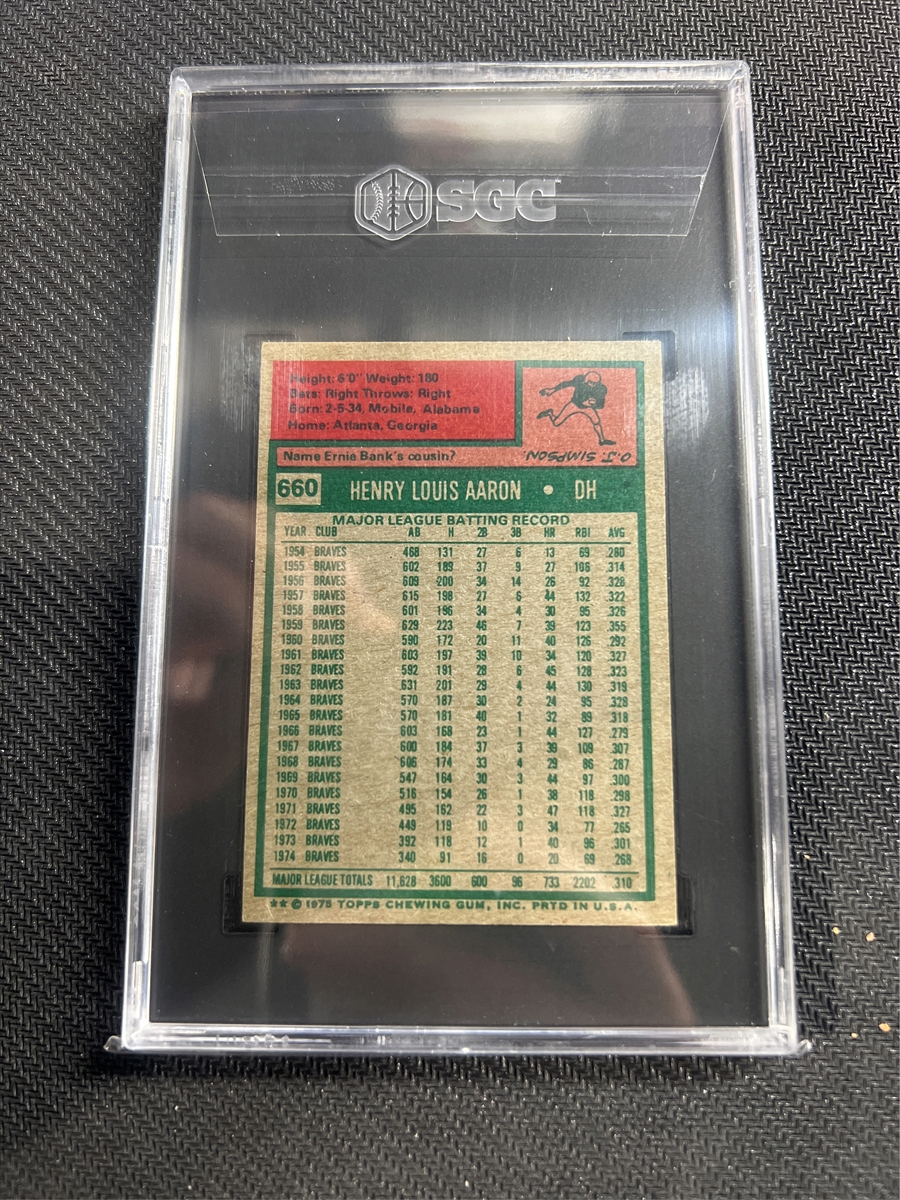 SGC
Height: 6'0" Weight: 180
Bats: Right Throws: Right
Born: 2-5-34, Mobile, Alabama
Home: Atlanta, Georgia
Name Ernie Bank's cousin?
O.J. SIMPSON
660 HENRY LOUIS AARON • DH
MAJOR LEAGUE BATTING RECORD
YEAR CLUB AB H 2B 3B HR RBI AVG
1954 BRAVES 468 131 27 6 13 69 .280
1955 BRAVES 602 189 37 9 27 106 .314
1956 BRAVES 609 200 34 14 26 92 .328
1957 BRAVES 615 198 27 6 44 132 .322
1958 BRAVES 601 196 34 4 30 95 .326
1959 BRAVES 629 223 46 7 39 123 .355
1960 BRAVES 590 172 20 11 40 126 .292
1961 BRAVES 603 197 39 10 34 120 .327
1962 BRAVES 592 191 28 6 45 128 .323
1963 BRAVES 631 201 29 4 44 130 .319
1964 BRAVES 570 187 30 2 24 95 .328
1965 BRAVES 570 181 40 1 32 89 .318
1966 BRAVES 603 168 23 1 44 127 .279
1967 BRAVES 600 184 37 3 39 109 .307
1968 BRAVES 606 174 33 4 29 86 .287
1969 BRAVES 547 164 30 3 44 97 .300
1970 BRAVES 516 154 26 1 38 118 .298
1971 BRAVES 495 162 22 3 47 118 .327
1972 BRAVES 449 119 10 0 34 77 .265
1973 BRAVES 392 118 12 1 40 96 .301
1974 BRAVES 340 91 16 0 20 69 .268
MAJOR LEAGUE TOTALS 11,628 3600 600 96 733 2202 .310
★★ © 1975 TOPPS CHEWING GUM, INC. PRTD IN U.S.A.